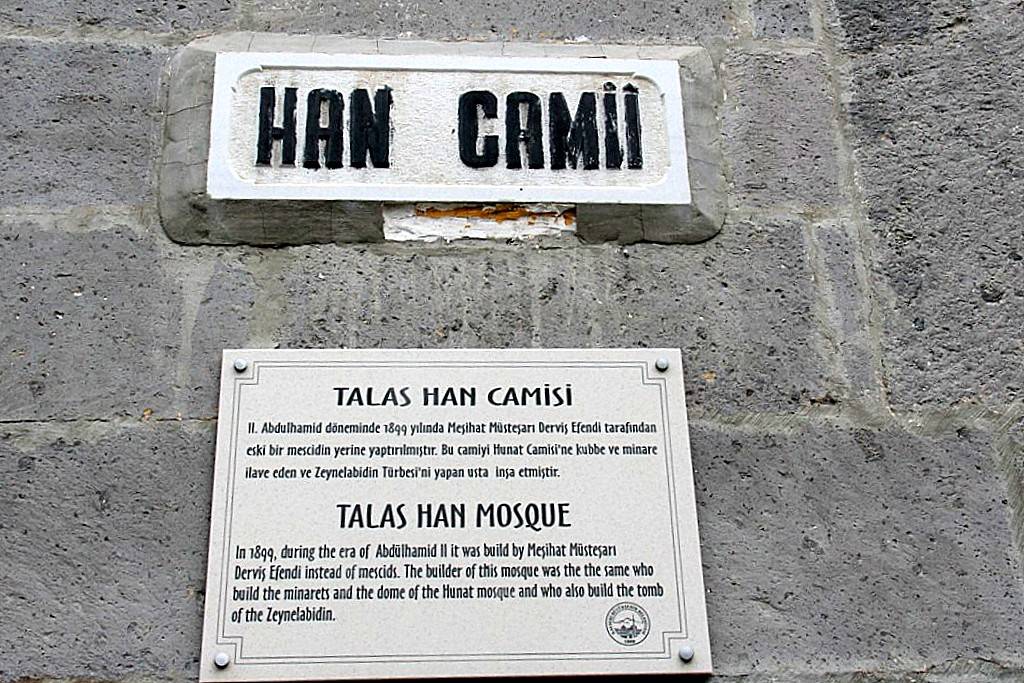 HAN CAMİİ
TALAS HAN CAMİSİ
II. Abdulhamid döneminde 1899 yılında Meşihat Müsteşarı Derviş Efendi tarafından
eski bir mescidin yerine yaptırılmıştır. Bu camiyi Hunat Camisi'ne kubbe ve minare
ilave eden ve Zeynelabidin Türbesi'ni yapan usta inşa etmiştir.
TALAS HAN MOSQUE
In 1899, during the era of Abdülhamid II it was build by Meşihat Müsteşarı
Derviş Efendi instead of mescids. The builder of this mosque was the the same who
build the minarets and the dome of the Hunat mosque and who also build the tomb
of the Zeynelabidin.